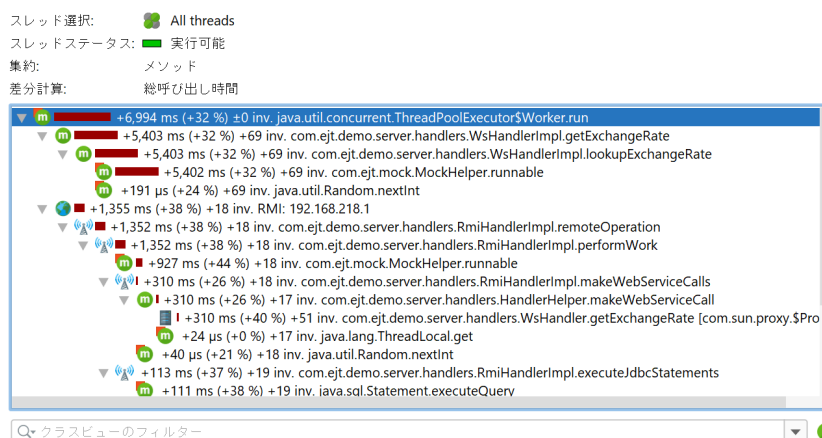 スレッド選択: All threads
スレッドステータス: 実行可能
集約: メソッド
差分計算: 総呼び出し時間
m +6,994 ms (+32 %) ±0 inv. java.util.concurrent.ThreadPoolExecutor$Worker.run
m +5,403 ms (+32 %) +69 inv. com.ejt.demo.server.handlers.WsHandlerImpl.getExchangeRate
m +5,403 ms (+32 %) +69 inv. com.ejt.demo.server.handlers.WsHandlerImpl.lookupExchangeRate
m +5,402 ms (+32 %) +69 inv. com.ejt.mock.MockHelper.runnable
m +191 µs (+24 %) +69 inv. java.util.Random.nextInt
+1,355 ms (+38 %) +18 inv. RMI: 192.168.218.1
+1,352 ms (+38 %) +18 inv. com.ejt.demo.server.handlers.RmiHandlerImpl.remoteOperation
+1,352 ms (+38 %) +18 inv. com.ejt.demo.server.handlers.RmiHandlerImpl.performWork
m +927 ms (+44 %) +18 inv. com.ejt.mock.MockHelper.runnable
+310 ms (+26 %) +18 inv. com.ejt.demo.server.handlers.RmiHandlerImpl.makeWebServiceCalls
m +310 ms (+26 %) +17 inv. com.ejt.demo.server.handlers.HandlerHelper.makeWebServiceCall
+310 ms (+40 %) +51 inv. com.ejt.demo.server.handlers.WsHandler.getExchangeRate [com.sun.proxy.$Pro
m +24 µs (+0 %) +17 inv. java.lang.ThreadLocal.get
m +40 µs (+21 %) +18 inv. java.util.Random.nextInt
+113 ms (+37 %) +19 inv. com.ejt.demo.server.handlers.RmiHandlerImpl.executeJdbcStatements
m +111 ms (+38 %) +19 inv. java.sql.Statement.executeQuery
クラスビューのフィルター